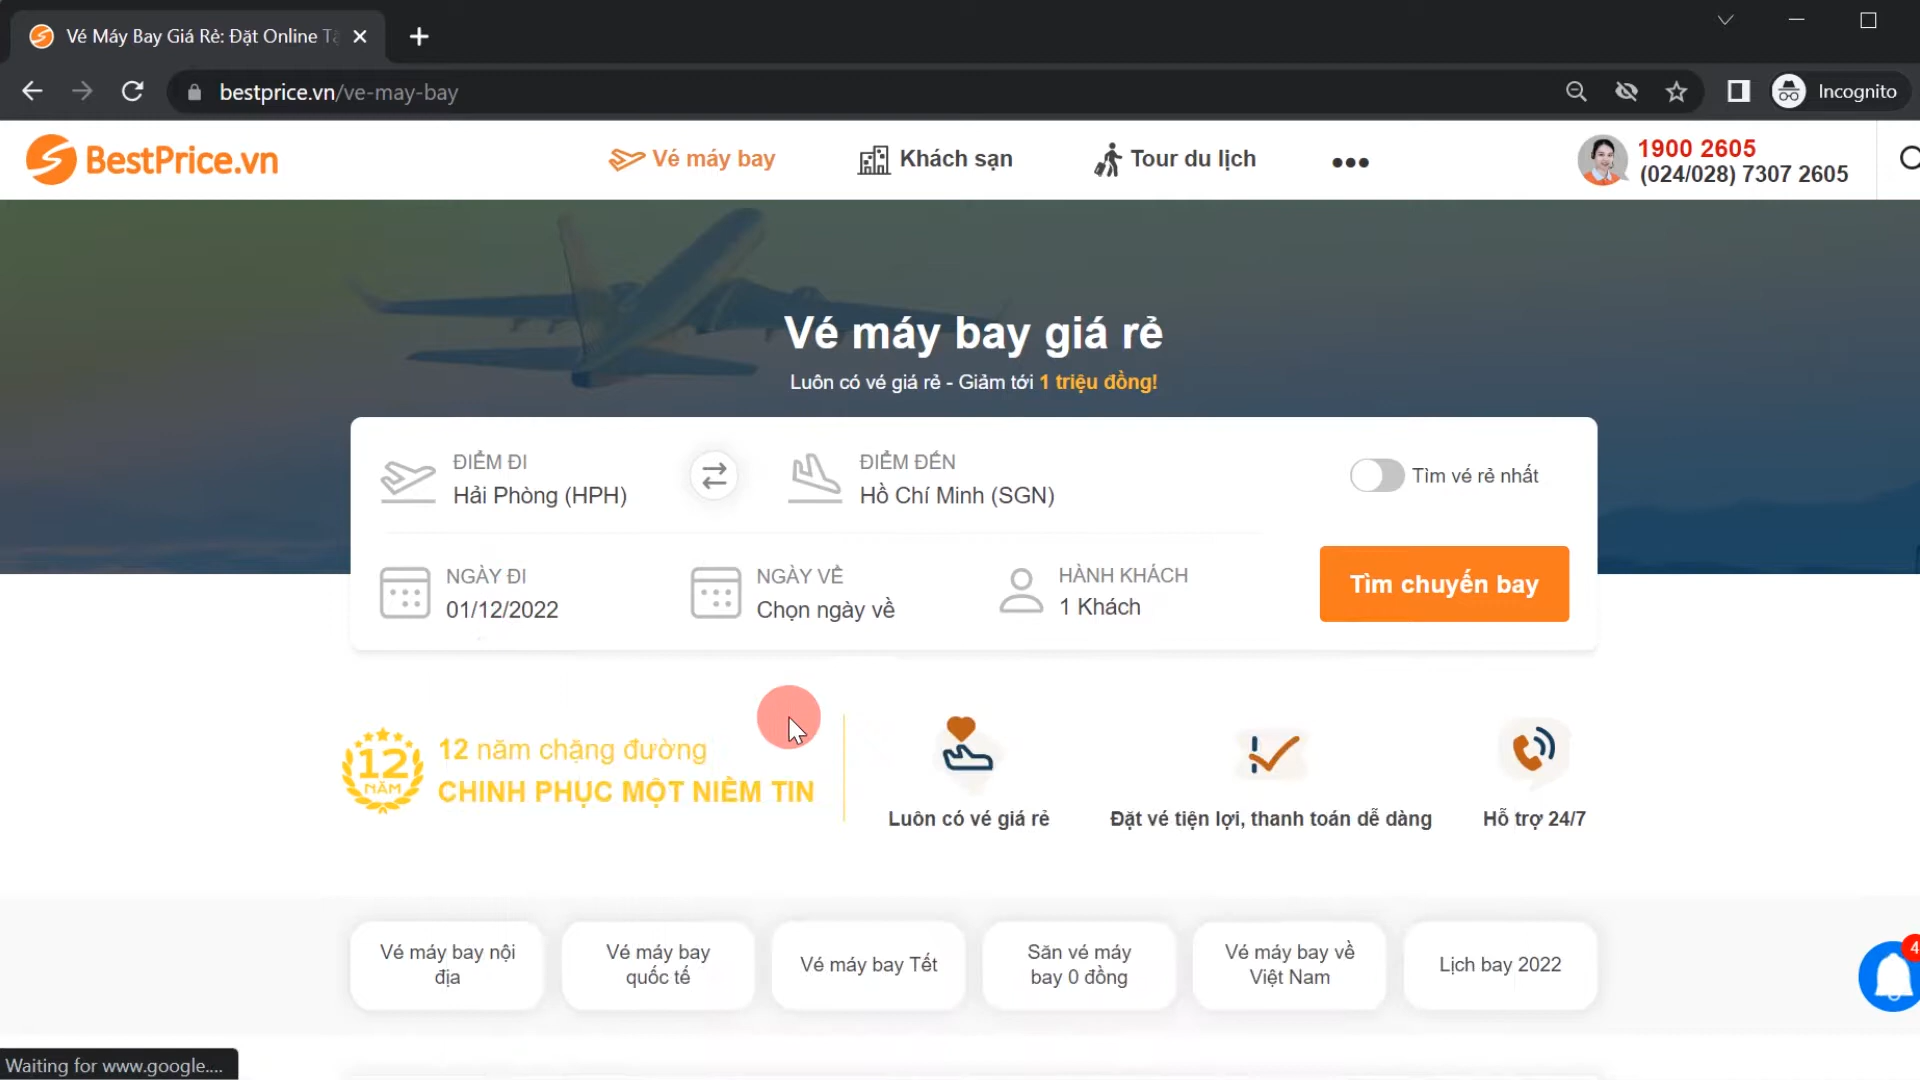 Vé Máy Bay Giá Rẻ: Đặt Online Tạ
bestprice.vn/ve-may-bay
Incognito
BestPrice.vn
Vé máy bay
Khách sạn
Tour du lịch
1900 2605
(024/028) 7307 2605
Vé máy bay giá rẻ
Luôn có vé giá rẻ - Giảm tới 1 triệu đồng!
ĐIỂM ĐI
Hải Phòng (HPH)
ĐIỂM ĐẾN
Hồ Chí Minh (SGN)
Tìm vé rẻ nhất
NGÀY ĐI
01/12/2022
NGÀY VỀ
Chọn ngày về
HÀNH KHÁCH
1 Khách
Tìm chuyến bay
12
NĂM
12 năm chặng đường
CHINH PHỤC MỘT NIỀM TIN
Luôn có vé giá rẻ
Đặt vé tiện lợi, thanh toán dễ dàng
Hỗ trợ 24/7
Vé máy bay nội
địa
Vé máy bay
quốc tế
Vé máy bay Tết
Săn vé máy
bay 0 đồng
Vé máy bay về
Việt Nam
Lịch bay 2022
4
Waiting for www.google....